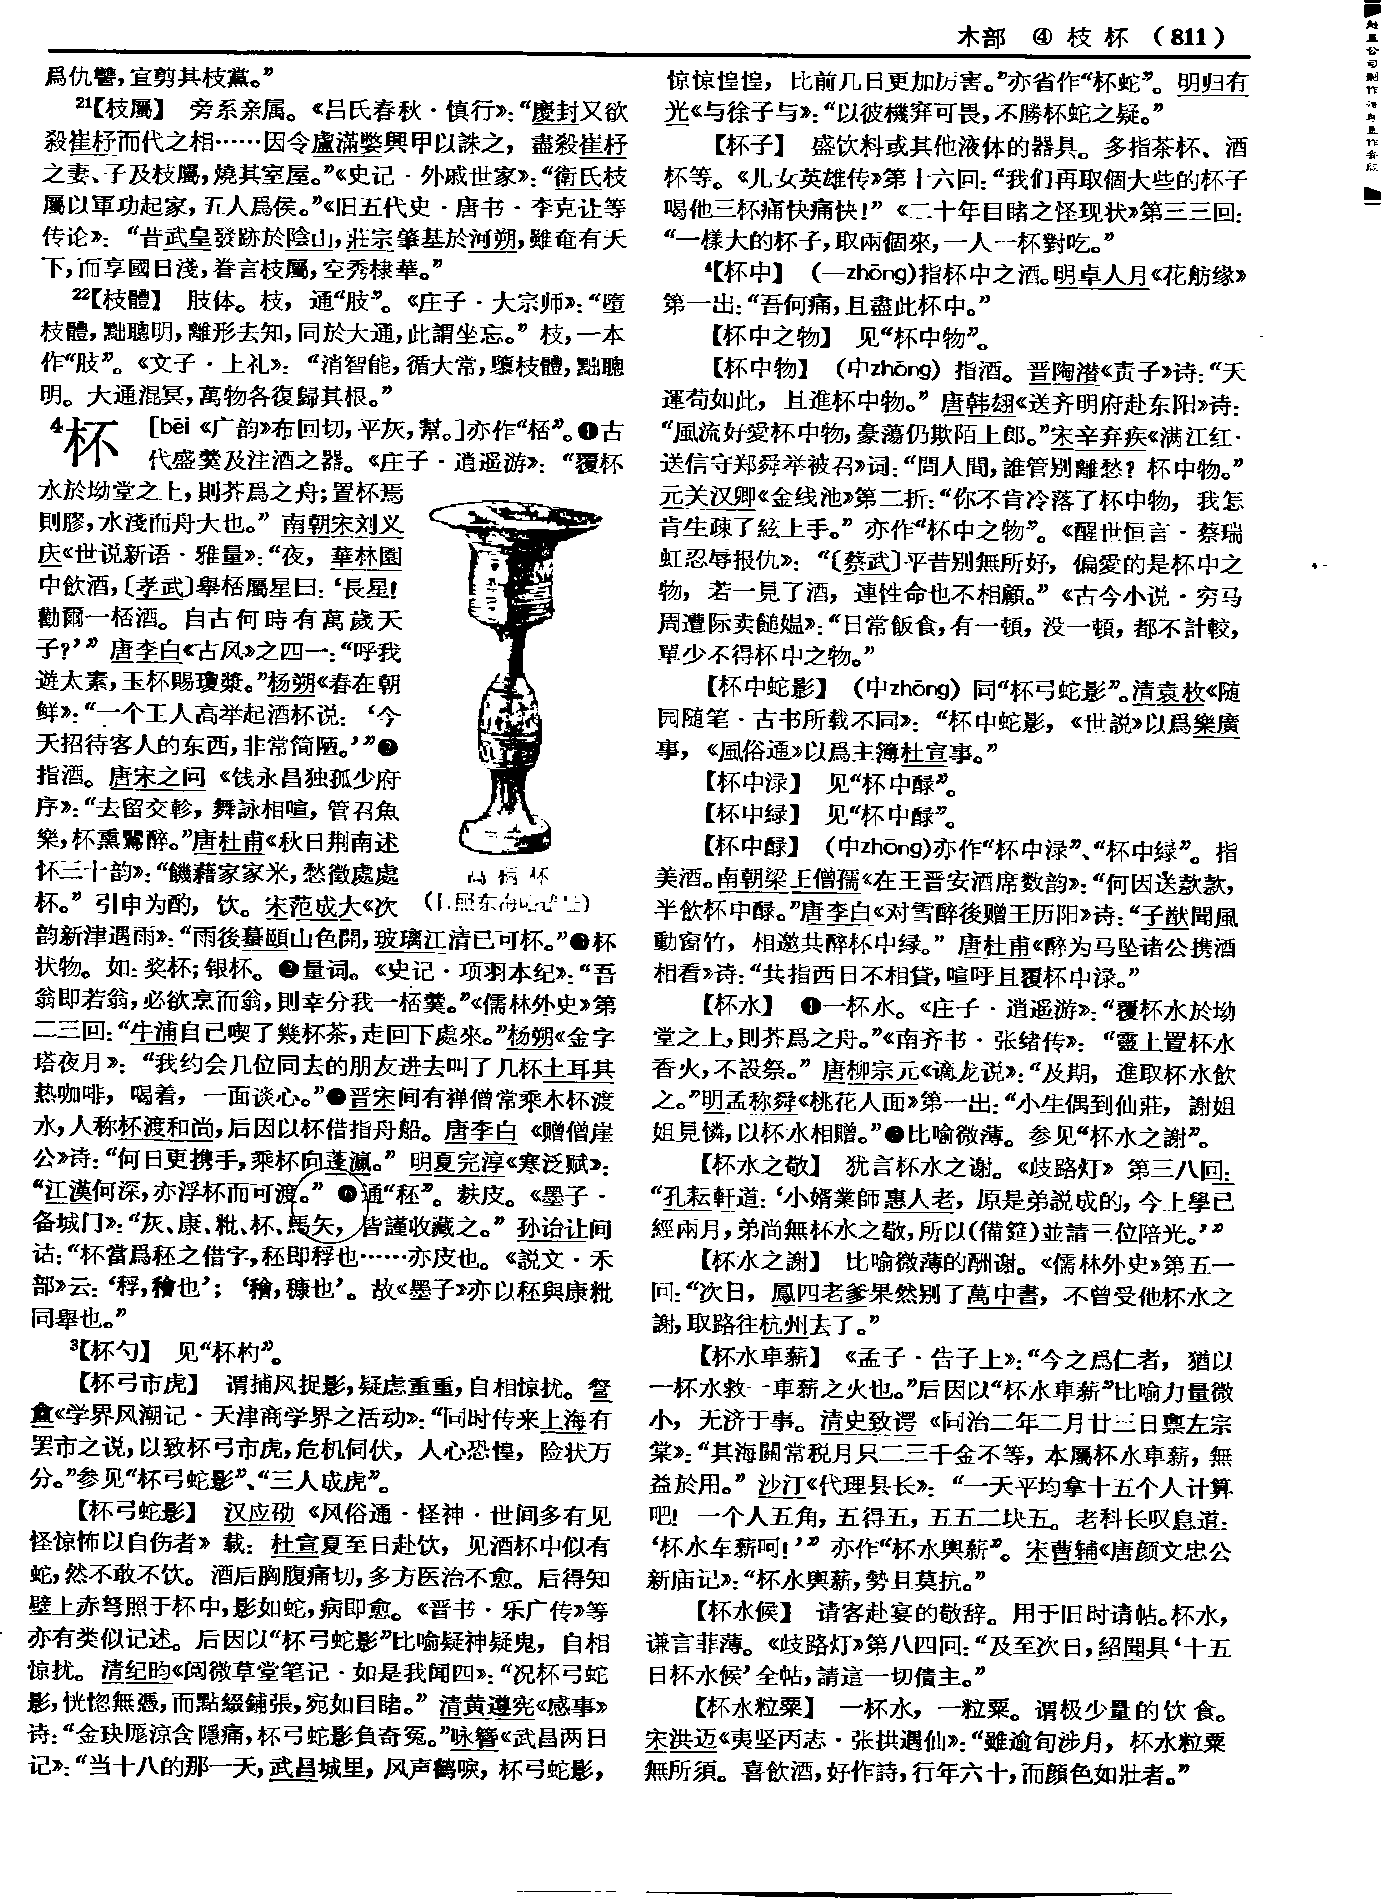 木部 ④ 枝 杯 （811）
爲仇讐，宜剪其枝黨。”
21【枝屬】 旁系亲属。《吕氏春秋·慎行》：“慶封又欲
殺崔杼而代之相……因令盧滿嫳興甲以誅之，盡殺崔杼
之妻、子及枝屬，燒其室屋。”《史记·外戚世家》：“衛氏枝
屬以軍功起家，五人爲侯。”《旧五代史·唐书·李克让等
传论》：“昔武皇發跡於陰山，莊宗肇基於河朔，雖奄有天
下，而享國日淺，眷言枝屬，空秀棣華。”
22【枝體】 肢体。枝，通“肢”。《庄子·大宗师》：“墮
枝體，黜聰明，離形去知，同於大通，此謂坐忘。”枝，一本
作“肢”。《文子·上礼》：“消智能，循大常，隳枝體，黜聰
明。大通混冥，萬物各復歸其根。”
4杯 [bēi《广韵》布回切，平灰，幫。]亦作“桮”。❶古
代盛羹及注酒之器。《庄子·逍遥游》：“覆杯
水於坳堂之上，則芥爲之舟；置杯焉
則膠，水淺而舟大也。”南朝宋刘义
庆《世说新语·雅量》：“夜，華林園
中飲酒，〔孝武〕舉桮屬星曰：‘長星！
勸爾一桮酒。自古何時有萬歲天
子？’”唐李白《古风》之四一：“呼我
遊太素，玉杯賜瓊漿。”杨朔《春在朝
鲜》：“一个工人高举起酒杯说：‘今
天招待客人的东西，非常简陋。’”❷
指酒。唐宋之问《饯永昌独孤少府
序》：“去留交軫，舞詠相喧，管召魚
樂，杯熏鷖醉。”唐杜甫《秋日荆南述
怀三十韵》：“饑藉家家米，愁徵處處
杯。”引申为酌，饮。宋范成大《次
高柄杯
韵新津遇雨》：“雨後蟇頤山色開，玻璃江清已可杯。”❸杯
状物。如：奖杯；银杯。❹量词。《史记·项羽本纪》：“吾
翁即若翁，必欲烹而翁，則幸分我一桮羹。”《儒林外史》第
二三回：“牛浦自己喫了幾杯茶，走回下處來。”杨朔《金字
塔夜月》：“我约会几位同去的朋友进去叫了几杯土耳其
热咖啡，喝着，一面谈心。”❺晋宋间有禅僧常乘木杯渡
水，人称杯渡和尚，后因以杯借指舟船。唐李白《赠僧崖
公》诗：“何日更携手，乘杯向蓬瀛。”明夏完淳《寒泛赋》：
“江漢何深，亦浮杯而可渡。”❻通“秠”。麸皮。《墨子·
备城门》：“灰、康、粃、杯、馬矢，皆謹收藏之。”孙诒让间
诂：“杯當爲秠之借字，秠即稃也……亦皮也。《說文·禾
部》云：‘稃，䅌也’；‘䅌，穅也’。故《墨子》亦以秠與康粃
同舉也。”
3【杯勺】 见“杯杓”。
【杯弓市虎】 谓捕风捉影，疑虑重重，自相惊扰。詧
盦《学界风潮记·天津商学界之活动》：“同时传来上海有
罢市之说，以致杯弓市虎，危机伺伏，人心恐惶，险状万
分。”参见“杯弓蛇影”、“三人成虎”。
【杯弓蛇影】 汉应劭《风俗通·怪神·世间多有见
怪惊怖以自伤者》载：杜宣夏至日赴饮，见酒杯中似有
蛇，然不敢不饮。酒后胸腹痛切，多方医治不愈。后得知
壁上赤弩照于杯中，影如蛇，病即愈。《晋书·乐广传》等
亦有类似记述。后因以“杯弓蛇影”比喻疑神疑鬼，自相
惊扰。清纪昀《阅微草堂笔记·如是我闻四》：“况杯弓蛇
影，恍惚無憑，而點綴鋪張，宛如目睹。”清黄遵宪《感事》
诗：“金玦厖凉含隱痛，杯弓蛇影負奇冤。”咏簪《武昌两日
记》：“当十八的那一天，武昌城里，风声鹤唳，杯弓蛇影，
惊惊惶惶，比前几日更加厉害。”亦省作“杯蛇”。明归有
光《与徐子与》：“以彼機穽可畏，不勝杯蛇之疑。”
【杯子】 盛饮料或其他液体的器具。多指茶杯、酒
杯等。《儿女英雄传》第十六回：“我们再取個大些的杯子
喝他三杯痛快痛快！”《二十年目睹之怪现状》第三三回：
“一樣大的杯子，取兩個來，一人一杯對吃。”
4【杯中】 （—zhōng）指杯中之酒。明卓人月《花舫缘》
第一出：“吾何痛，且盡此杯中。”
【杯中之物】 见“杯中物”。
【杯中物】 （中zhōng）指酒。晋陶潜《责子》诗：“天
運苟如此，且進杯中物。”唐韩翃《送齐明府赴东阳》诗：
“風流好愛杯中物，豪蕩仍欺陌上郎。”宋辛弃疾《满江红·
送信守郑舜举被召》词：“問人間，誰管别離愁？杯中物。”
元关汉卿《金线池》第二折：“你不肯冷落了杯中物，我怎
肯生疎了絃上手。”亦作“杯中之物”。《醒世恒言·蔡瑞
虹忍辱报仇》：“〔蔡武〕平昔别無所好，偏愛的是杯中之
物，若一見了酒，連性命也不相顧。”《古今小说·穷马
周遭际卖䭔媪》：“日常飯食，有一頓，没一頓，都不計較，
單少不得杯中之物。”
【杯中蛇影】 （中zhōng）同“杯弓蛇影”。清袁枚《随
园随笔·古书所载不同》：“杯中蛇影，《世説》以爲樂廣
事，《風俗通》以爲主簿杜宣事。”
【杯中渌】 见“杯中醁”。
【杯中绿】 见“杯中醁”。
【杯中醁】 （中zhōng）亦作“杯中渌”、“杯中緑”。指
美酒。南朝梁王僧孺《在王晋安酒席数韵》：“何因送款款，
半飲杯中醁。”唐李白《对雪醉後赠王历阳》诗：“子猷聞風
動窗竹，相邀共醉杯中绿。”唐杜甫《醉为马坠诸公携酒
相看》诗：“共指西日不相貸，喧呼且覆杯中渌。”
【杯水】 ❶一杯水。《庄子·逍遥游》：“覆杯水於坳
堂之上，則芥爲之舟。”《南齐书·张绪传》：“靈上置杯水
香火，不設祭。”唐柳宗元《谪龙说》：“及期，進取杯水飲
之。”明孟称舜《桃花人面》第一出：“小生偶到仙莊，謝姐
姐見憐，以杯水相赠。”❷比喻微薄。参见“杯水之謝”。
【杯水之敬】 犹言杯水之谢。《歧路灯》第三八回：
“孔耘軒道：‘小婿業師惠人老，原是弟説成的，今上學已
經兩月，弟尚無杯水之敬，所以（備筵）並請三位陪光。’”
【杯水之謝】 比喻微薄的酬谢。《儒林外史》第五一
回：“次日，鳳四老爹果然别了萬中書，不曾受他杯水之
謝，取路往杭州去了。”
【杯水車薪】 《孟子·告子上》：“今之爲仁者，猶以
一杯水救一車薪之火也。”后因以“杯水車薪”比喻力量微
小，无济于事。清史致谔《同治二年二月廿三日禀左宗
棠》：“其海關常税月只二三千金不等，本屬杯水車薪，無
益於用。”沙汀《代理县长》：“一天平均拿十五个人计算
吧！一个人五角，五得五，五五二块五。老科长叹息道：
‘杯水车薪呵！’”亦作“杯水輿薪”。宋曹辅《唐颜文忠公
新庙记》：“杯水輿薪，勢且莫抗。”
【杯水候】 请客赴宴的敬辞。用于旧时请帖。杯水，
谦言菲薄。《歧路灯》第八四回：“及至次日，紹聞具‘十五
日杯水候’全帖，請這一切債主。”
【杯水粒粟】 一杯水，一粒粟。谓极少量的饮食。
宋洪迈《夷坚丙志·张拱遇仙》：“雖逾旬涉月，杯水粒粟
無所須。喜飲酒，好作詩，行年六十，而顔色如壯者。”